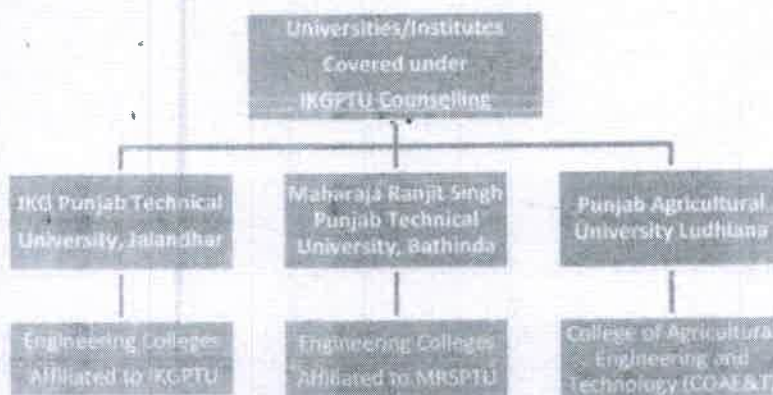 Universities/Institutes
Covered under
IKGPTU Counselling
IKG Punjab Technical
University, Jalandhar
Maharaja Ranjit Singh
Punjab Technical
University, Bathinda
Punjab Agricultural
University Ludhiana
Engineering Colleges
Affiliated to IKGPTU
Engineering Colleges
Affiliated to MRSPTU
College of Agricultural
Engineering and
Technology (COAE&T)